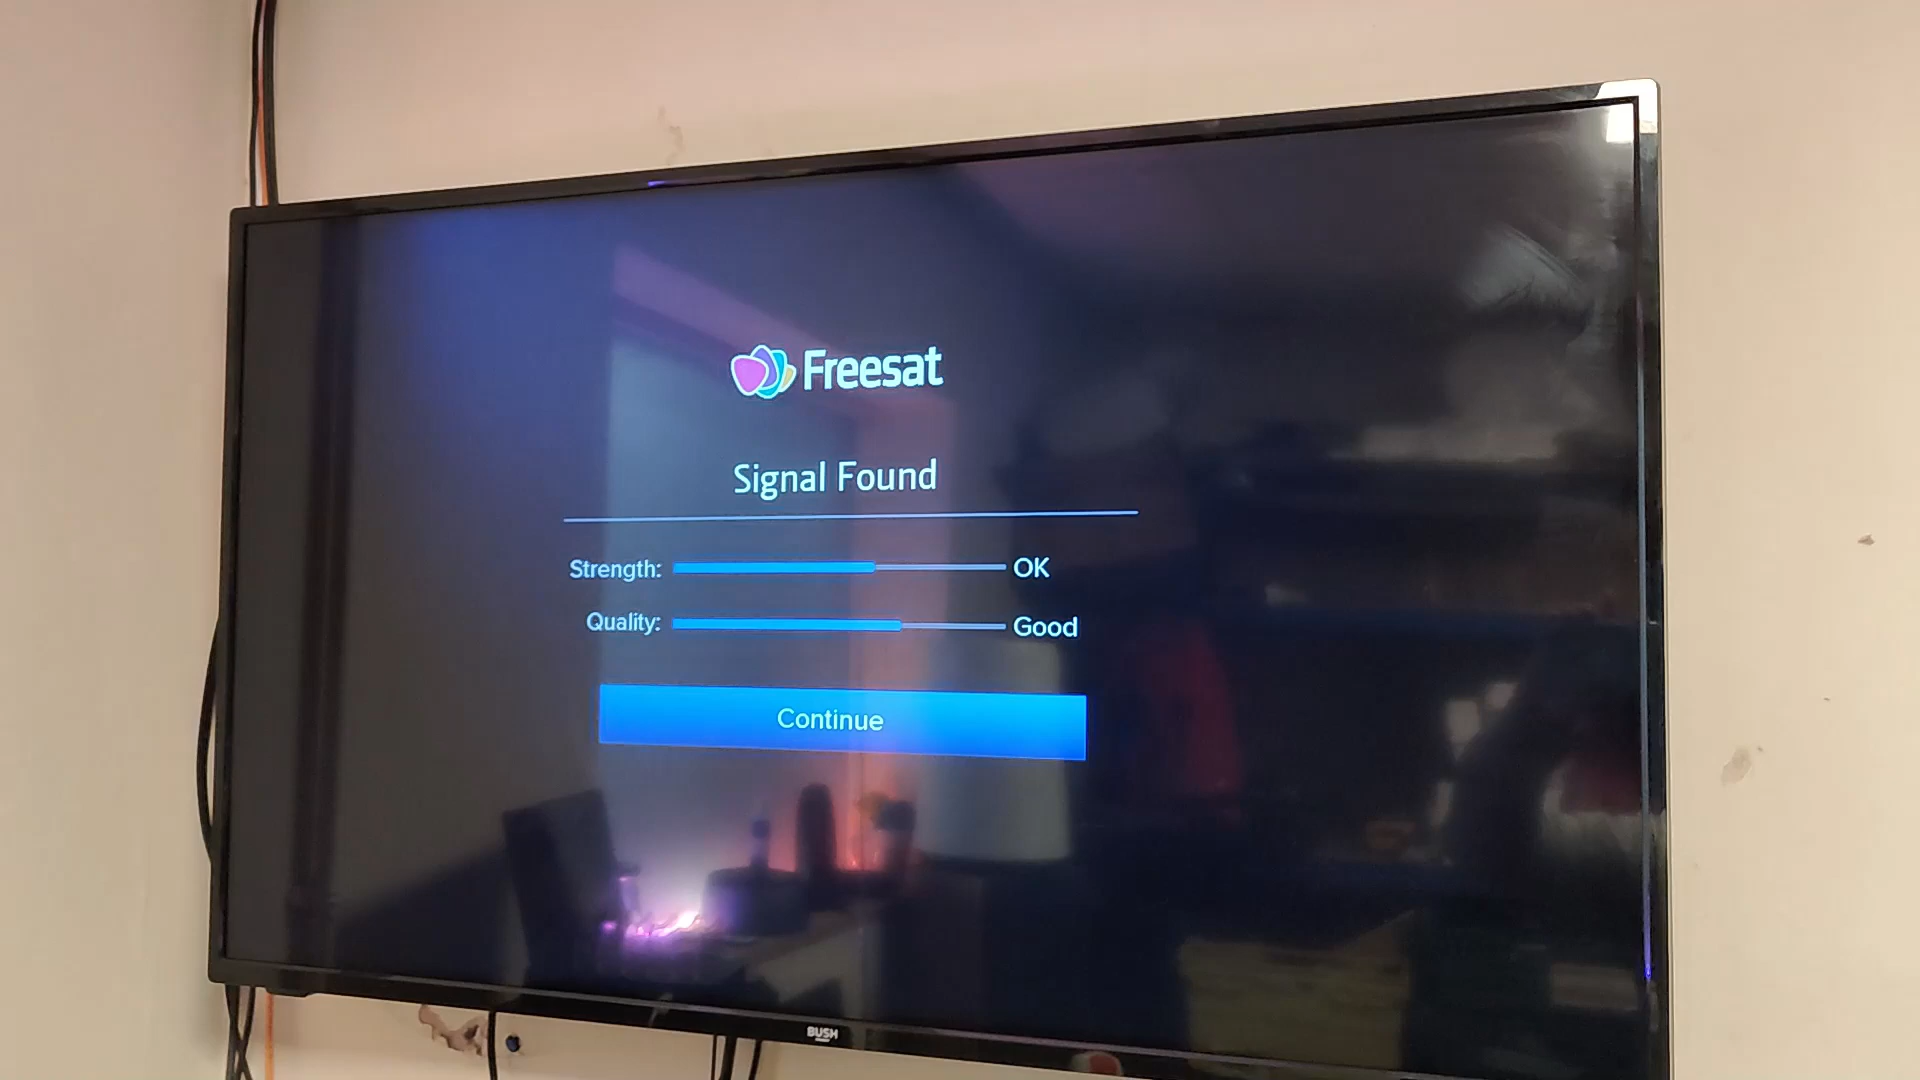 Freesat
Signal Found
Strength: OK
Quality: Good
Continue
BUSH